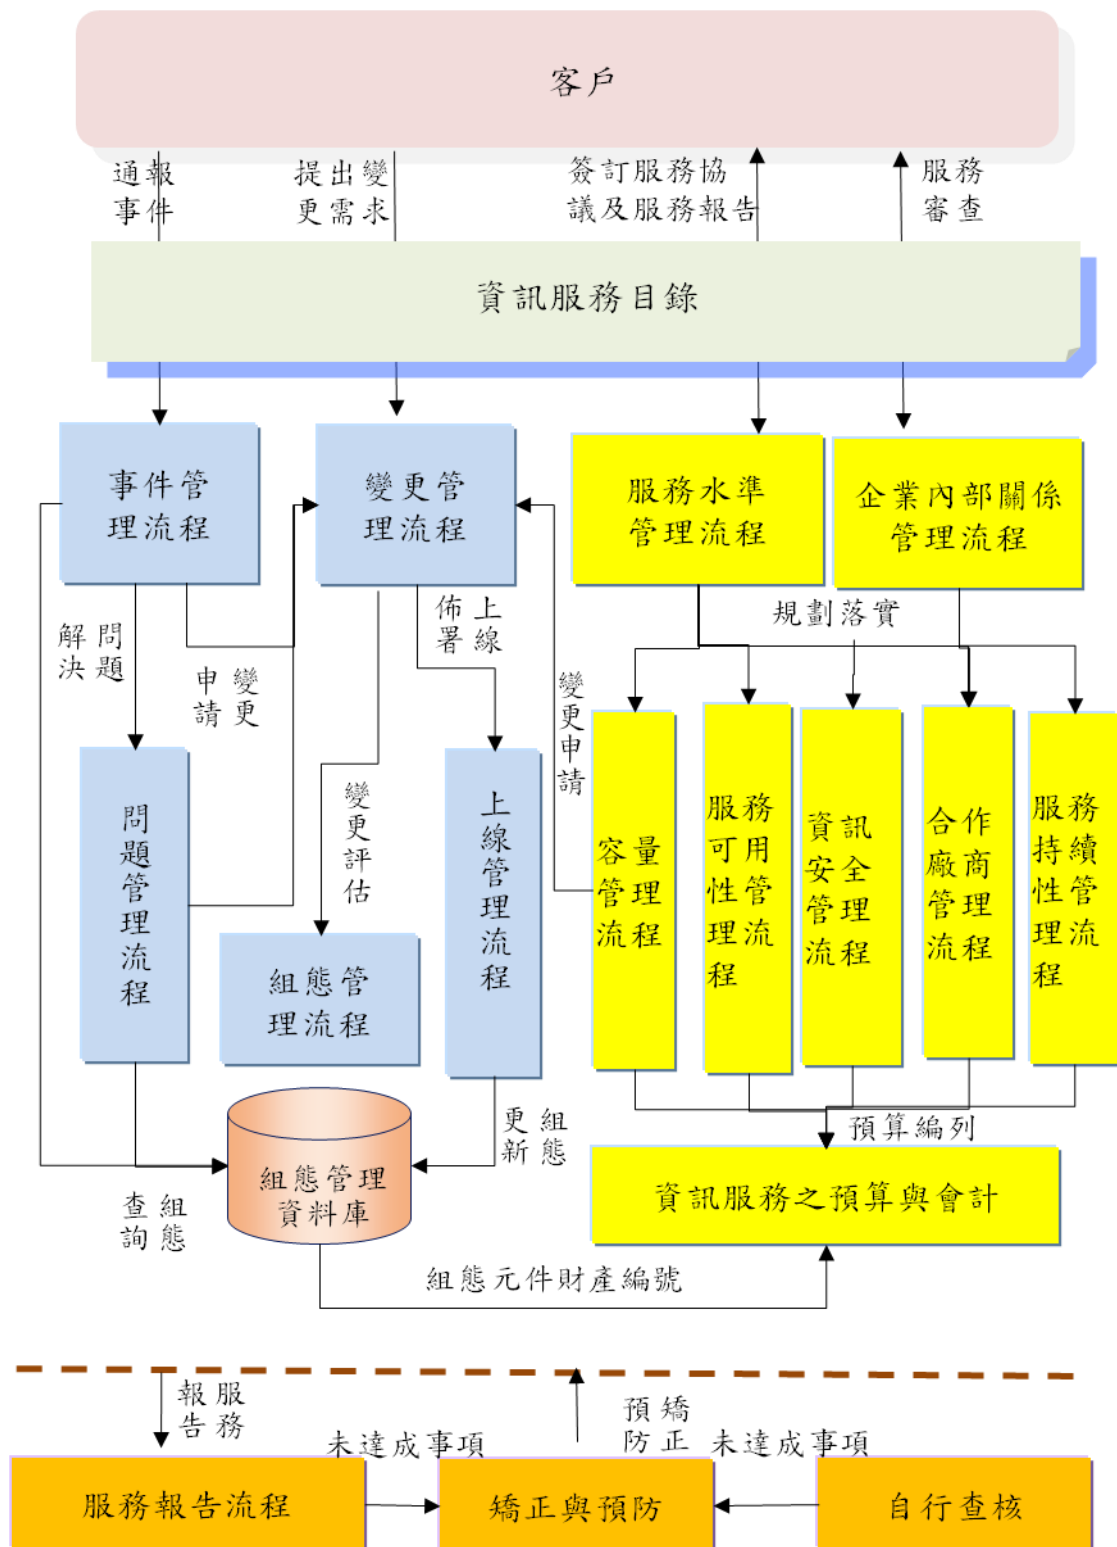 客戶
通報
事件
提出變
更需求
簽訂服務協
議及服務報告
服務
審查
資訊服務目錄
事件管
理流程
變更管
理流程
服務水準
管理流程
企業內部關係
管理流程
問題
解決
變更
申請
上線
佈署
規劃落實
變更申請
變更評估
問題管理流程
上線管理流程
容量
管理
流程
服務
可用
性管
理流
程
資訊
安全
管理
流程
合作
廠商
管理
流程
服務
持續
性管
理流
程
組態管
理流程
組態管理
資料庫
組態
更新
組態
查詢
預算編列
資訊服務之預算與會計
組態元件財產編號
服務
報告
未達成事項
矯正
預防
未達成事項
服務報告流程
矯正與預防
自行查核